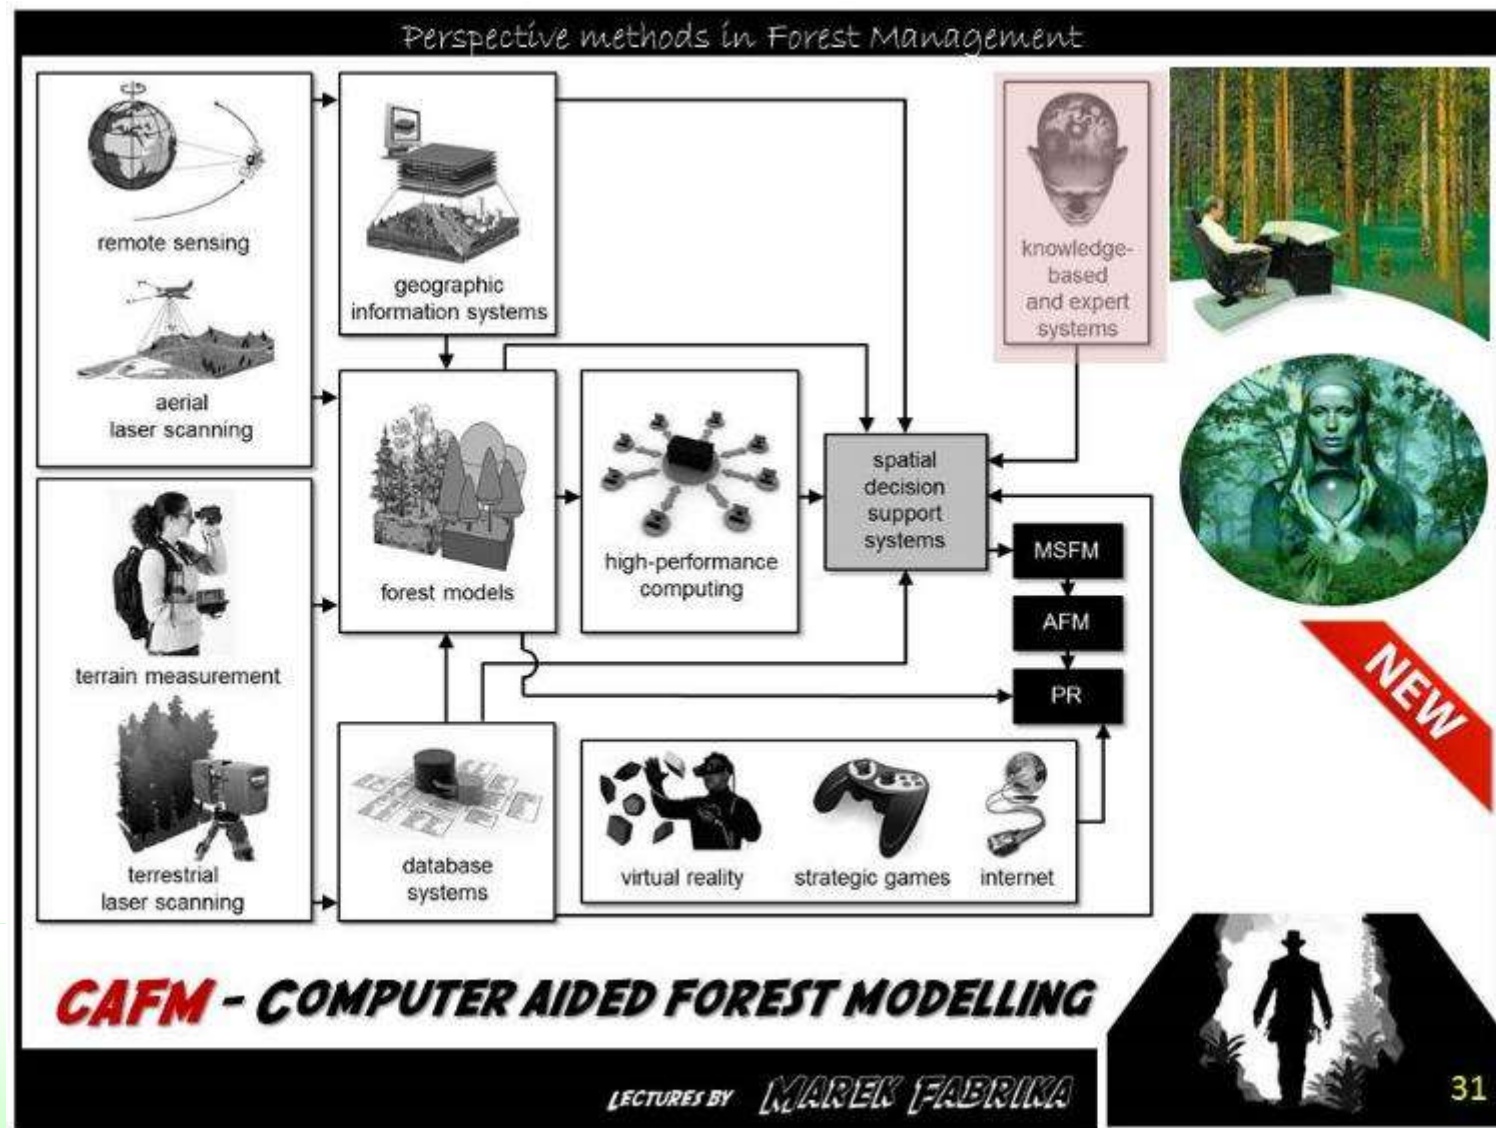 Perspective methods in Forest Management
remote sensing
aerial
laser scanning
geographic
information systems
knowledge-
based
and expert
systems
terrain measurement
terrestrial
laser scanning
forest models
high-performance
computing
spatial
decision
support
systems
MSFM
AFM
PR
database
systems
virtual reality
strategic games
internet
NEW
CAFM - COMPUTER AIDED FOREST MODELLING
LECTURES BY MAREK FABRIKA
31